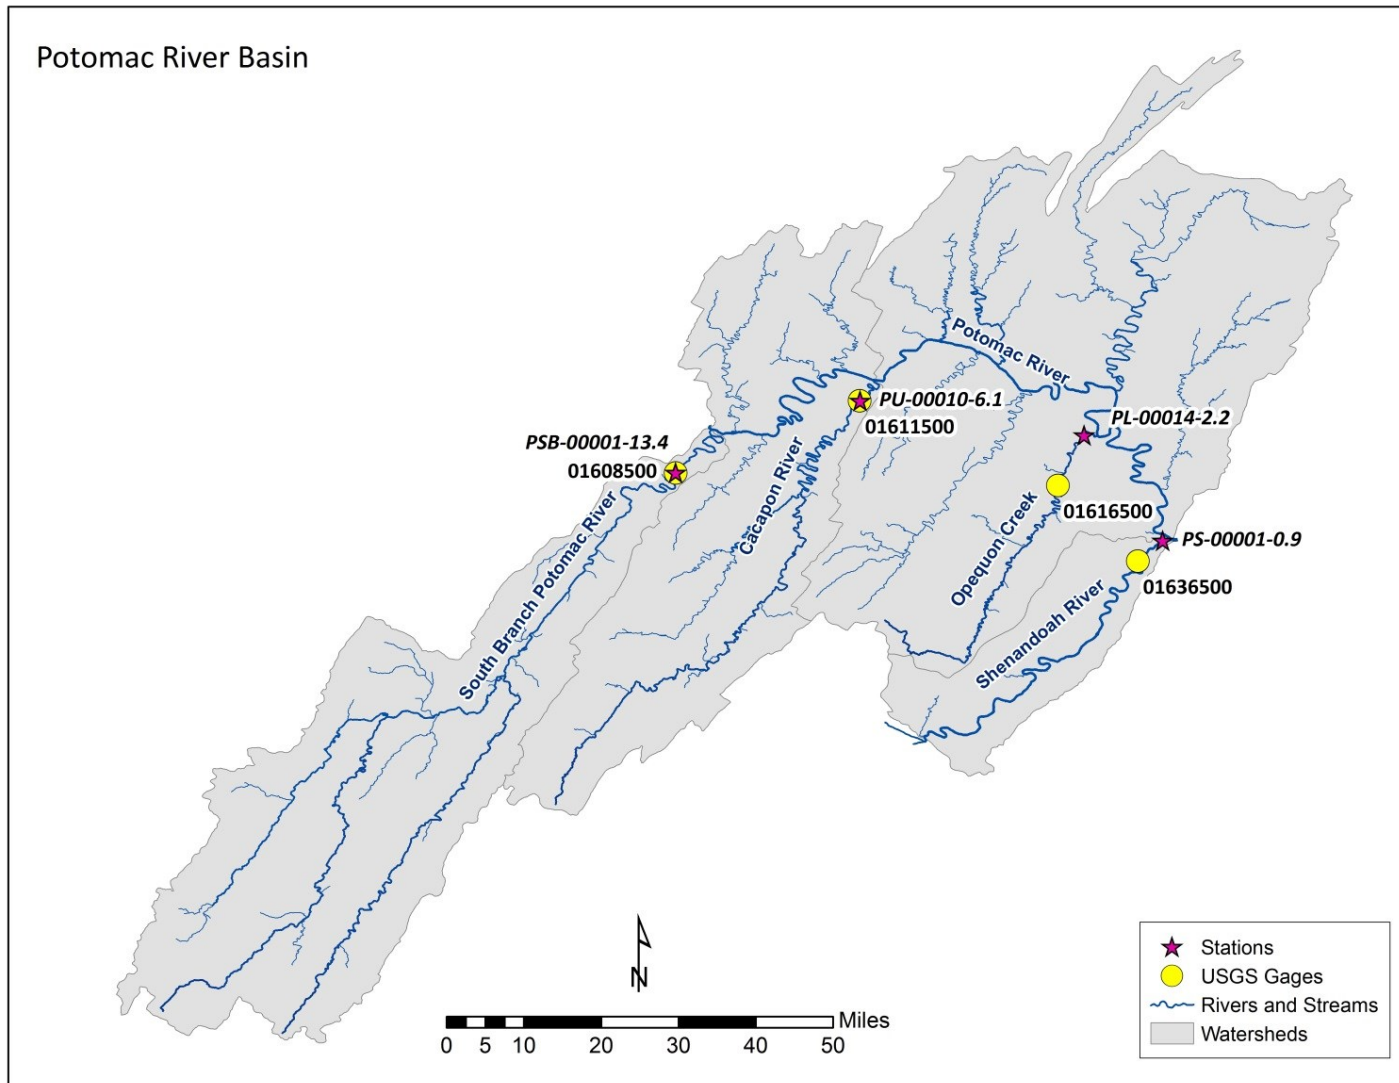 Potomac River Basin
Potomac River
PU-00010-6.1
01611500
PL-00014-2.2
PSB-00001-13.4
01608500
Cacapon River
01616500
South Branch Potomac River
Opequon Creek
PS-00001-0.9
01636500
Shenandoah River
N
Miles
0 5 10 20 30 40 50
Stations
USGS Gages
Rivers and Streams
Watersheds